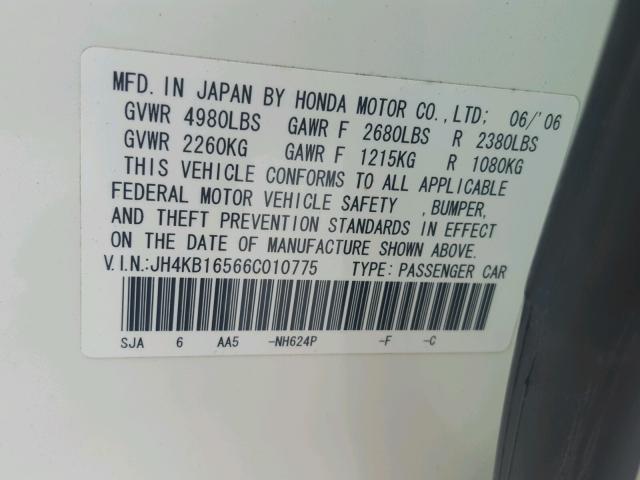 MFD. IN JAPAN BY HONDA MOTOR CO., LTD; 06/'06
GVWR 4980LBS GAWR F 2680LBS R 2380LBS
GVWR 2260KG GAWR F 1215KG R 1080KG
THIS VEHICLE CONFORMS TO ALL APPLICABLE
FEDERAL MOTOR VEHICLE SAFETY , BUMPER,
AND THEFT PREVENTION STANDARDS IN EFFECT
ON THE DATE OF MANUFACTURE SHOWN ABOVE.
V.I.N.:JH4KB16566C010775 TYPE: PASSENGER CAR
SJA 6 AA5 -NH624P -F -C